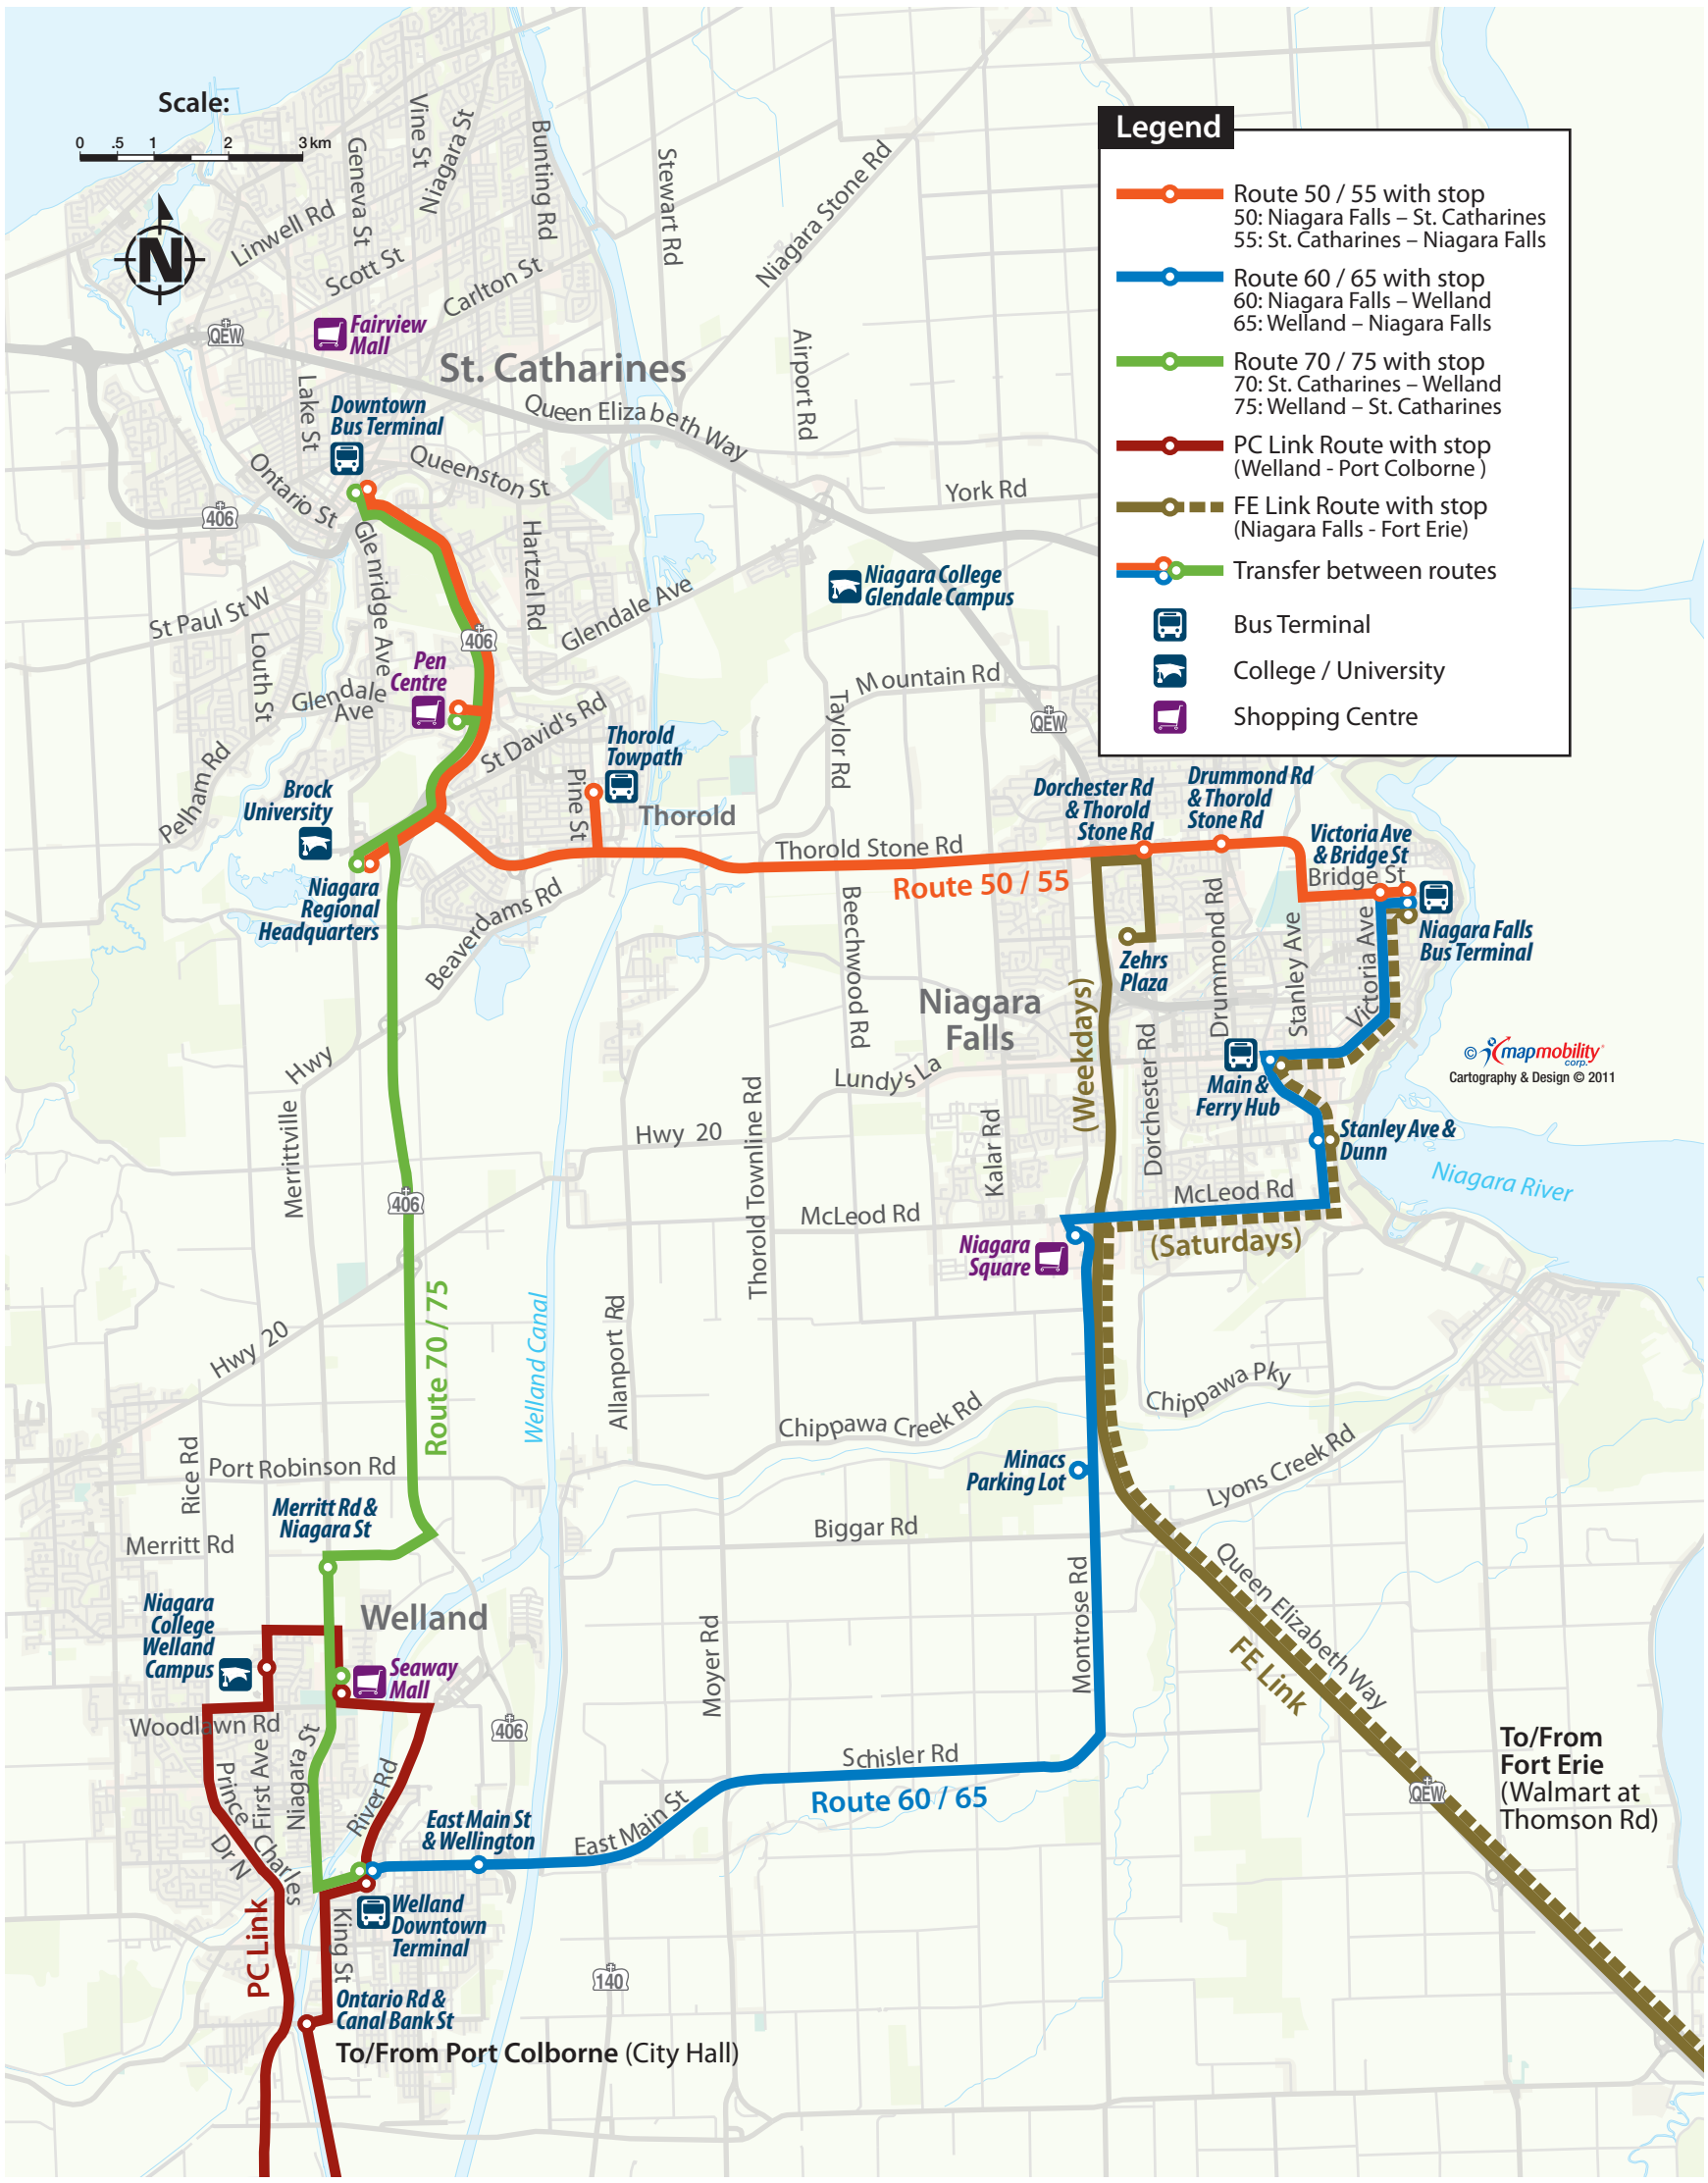 Scale:
0 .5 1 2 3 km
N
Legend
Route 50 / 55 with stop
50: Niagara Falls – St. Catharines
55: St. Catharines – Niagara Falls
Route 60 / 65 with stop
60: Niagara Falls – Welland
65: Welland – Niagara Falls
Route 70 / 75 with stop
70: St. Catharines – Welland
75: Welland – St. Catharines
PC Link Route with stop
(Welland - Port Colborne )
FE Link Route with stop
(Niagara Falls - Fort Erie)
Transfer between routes
Bus Terminal
College / University
Shopping Centre
Vine St
Niagara St
Geneva St
Bunting Rd
Stewart Rd
Niagara Stone Rd
Linwell Rd
Scott St
Carlton St
QEW
Fairview
Mall
St. Catharines
Airport Rd
Lake St
Downtown
Bus Terminal
Queen Elizabeth Way
Queenston St
Ontario St
406
York Rd
Glenridge Ave
Hartzel Rd
Niagara College
Glendale Campus
St Paul St W
Glendale Ave
406
Louth St
Pen
Centre
Glendale
Ave
Mountain Rd
Taylor Rd
QEW
St David's Rd
Thorold
Towpath
Pelham Rd
Pine St
Thorold
Brock
University
Dorchester Rd
& Thorold
Stone Rd
Drummond Rd
& Thorold
Stone Rd
Victoria Ave
& Bridge St
Bridge St
Thorold Stone Rd
Route 50 / 55
Niagara
Regional
Headquarters
Beaverdams Rd
Beechwood Rd
Drummond Rd
Stanley Ave
Victoria Ave
Niagara Falls
Bus Terminal
Zehrs
Plaza
Niagara
Falls
(Weekdays)
Dorchester Rd
© mapmobility
corp.
Cartography & Design © 2011
Merrittville Hwy
Lundy's La
Main &
Ferry Hub
Thorold Townline Rd
Hwy 20
Kalar Rd
Stanley Ave &
Dunn
Niagara River
406
McLeod Rd
McLeod Rd
(Saturdays)
Niagara
Square
Route 70 / 75
Welland Canal
Allanport Rd
Hwy 20
Chippawa Pky
Chippawa Creek Rd
Rice Rd
Port Robinson Rd
Minacs
Parking Lot
Lyons Creek Rd
Merritt Rd &
Niagara St
Merritt Rd
Biggar Rd
Queen Elizabeth Way
FE Link
Montrose Rd
Moyer Rd
Niagara
College
Welland
Campus
Welland
Seaway
Mall
Woodlawn Rd
406
Prince Charles
Dr N
First Ave
Niagara St
River Rd
Schisler Rd
Route 60 / 65
QEW
To/From
Fort Erie
(Walmart at
Thomson Rd)
East Main St
& Wellington
East Main St
Welland
Downtown
Terminal
PC Link
King St
140
Ontario Rd &
Canal Bank St
To/From Port Colborne (City Hall)